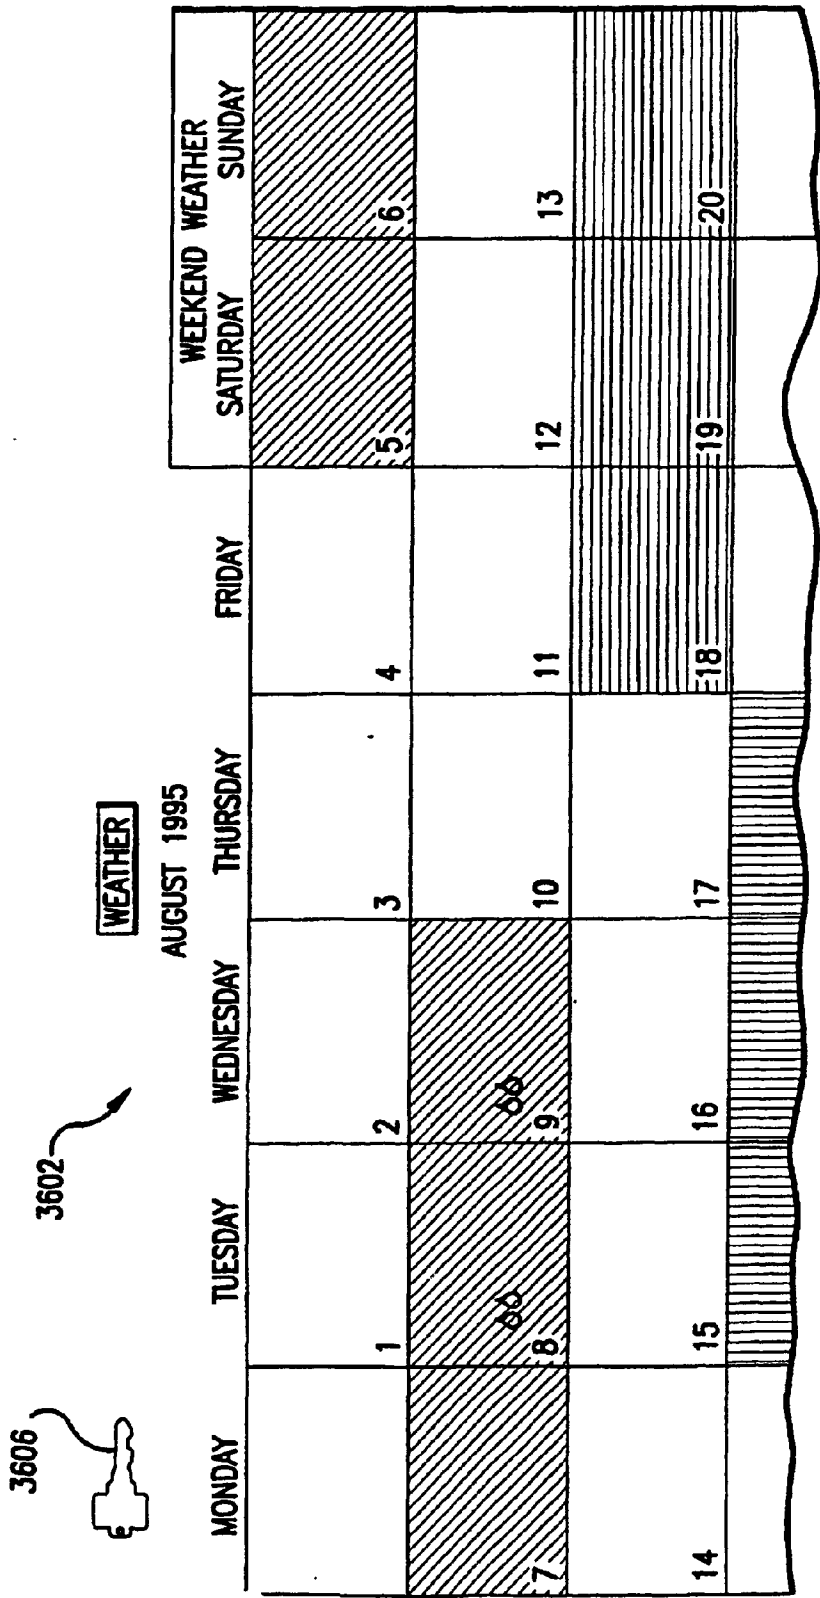 3606
3602
WEATHER
AUGUST 1995
WEEKEND WEATHER
MONDAY TUESDAY WEDNESDAY THURSDAY FRIDAY SATURDAY SUNDAY
1 2 3 4 5 6
7 8 9 10 11 12 13
14 15 16 17 18 19 20